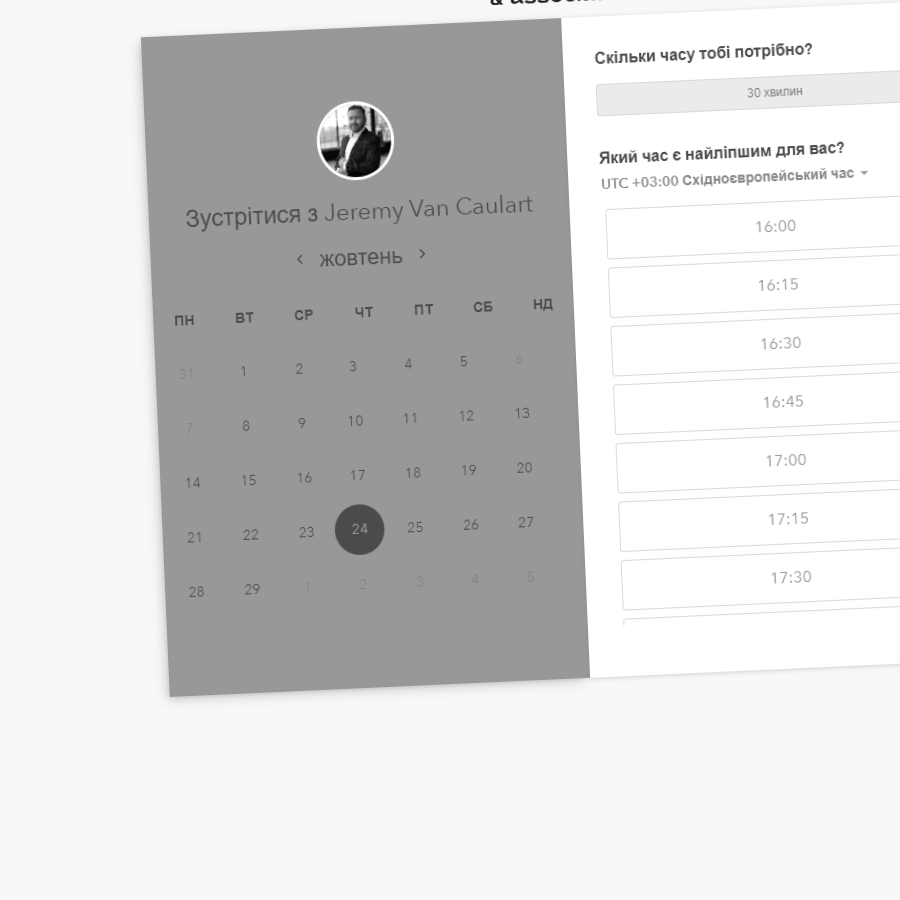 Зустрітися з Jeremy Van Caulart
жовтень
ПН ВТ СР ЧТ ПТ СБ НД
31 1 2 3 4 5 6
7 8 9 10 11 12 13
14 15 16 17 18 19 20
21 22 23 24 25 26 27
28 29 1 2 3 4 5
Скільки часу тобі потрібно?
30 хвилин
Який час є найліпшим для вас?
UTC +03:00 Східноєвропейський час
16:00
16:15
16:30
16:45
17:00
17:15
17:30